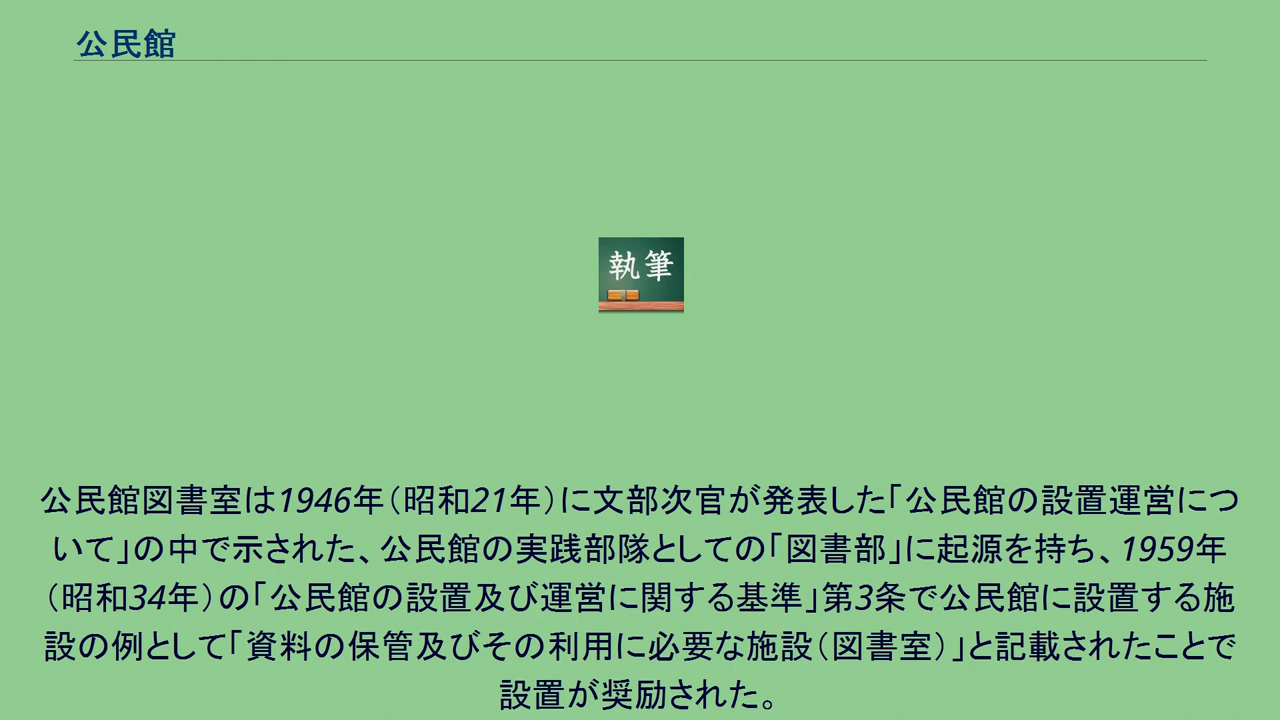 公民館
執筆
公民館図書室は1946年（昭和21年）に文部次官が発表した「公民館の設置運営につ
いて」の中で示された、公民館の実践部隊としての「図書部」に起源を持ち、1959年
（昭和34年）の「公民館の設置及び運営に関する基準」第3条で公民館に設置する施
設の例として「資料の保管及びその利用に必要な施設（図書室）」と記載されたことで
設置が奨励された。